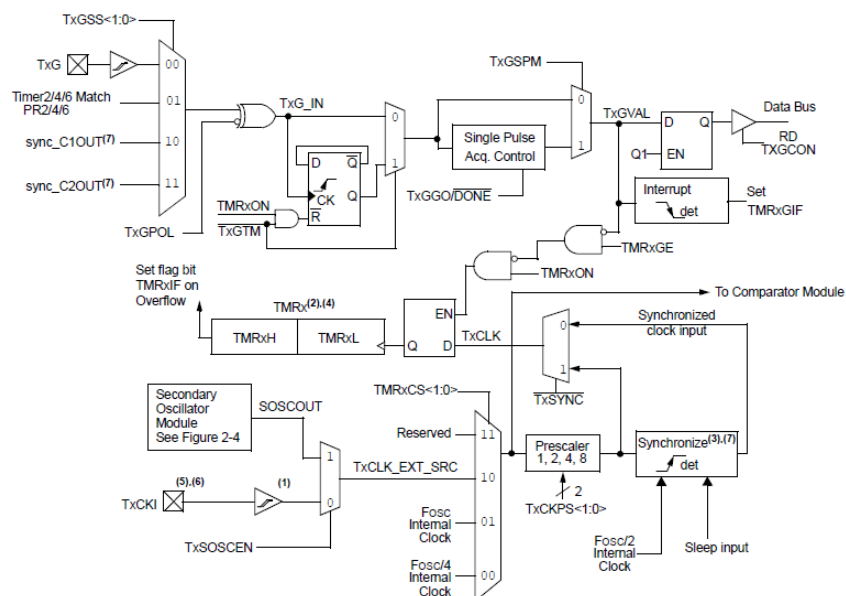 TxGSS<1:0>
TxG
00
Timer2/4/6 Match
PR2/4/6
01
sync_C1OUT(7)
10
sync_C2OUT(7)
11
TxGPOL
TxG_IN
D
Q
CK
Q
R
TMRxON
TxGTM
0
1
TxGSPM
Single Pulse
Acq. Control
TxGGO/DONE
0
1
TxGVAL
D
Q
Q1
EN
Data Bus
RD
TXGCON
Interrupt
det
Set
TMRxGIF
TMRxGE
TMRxON
Set flag bit
TMRxIF on
Overflow
TMRx(2),(4)
TMRxH
TMRxL
EN
Q
D
TxCLK
0
1
TxSYNC
To Comparator Module
Synchronized
clock input
Secondary
Oscillator
Module
See Figure 2-4
SOSCOUT
TMRxCS<1:0>
Reserved
11
1
TxCLK_EXT_SRC
10
(5),(6)
TxCKI
(1)
0
TxSOSCEN
Fosc
Internal
Clock
01
Fosc/4
Internal
Clock
00
Prescaler
1, 2, 4, 8
2
TxCKPS<1:0>
Synchronize(3),(7)
det
Fosc/2
Internal
Clock
Sleep input